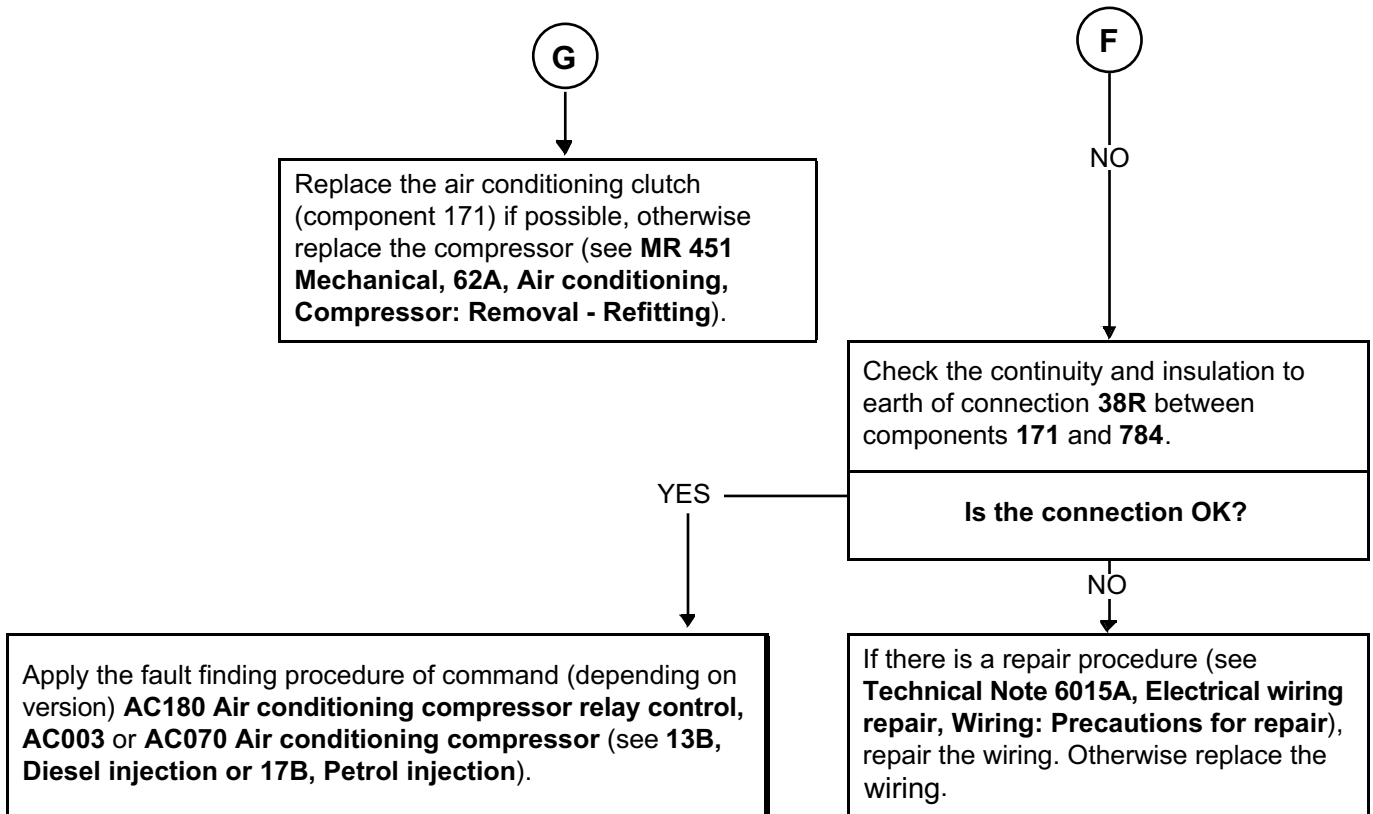 G
Replace the air conditioning clutch
(component 171) if possible, otherwise
replace the compressor (see MR 451
Mechanical, 62A, Air conditioning,
Compressor: Removal - Refitting).
F
NO
Check the continuity and insulation to
earth of connection 38R between
components 171 and 784.
Is the connection OK?
YES
Apply the fault finding procedure of command (depending on
version) AC180 Air conditioning compressor relay control,
AC003 or AC070 Air conditioning compressor (see 13B,
Diesel injection or 17B, Petrol injection).
NO
If there is a repair procedure (see
Technical Note 6015A, Electrical wiring
repair, Wiring: Precautions for repair),
repair the wiring. Otherwise replace the
wiring.